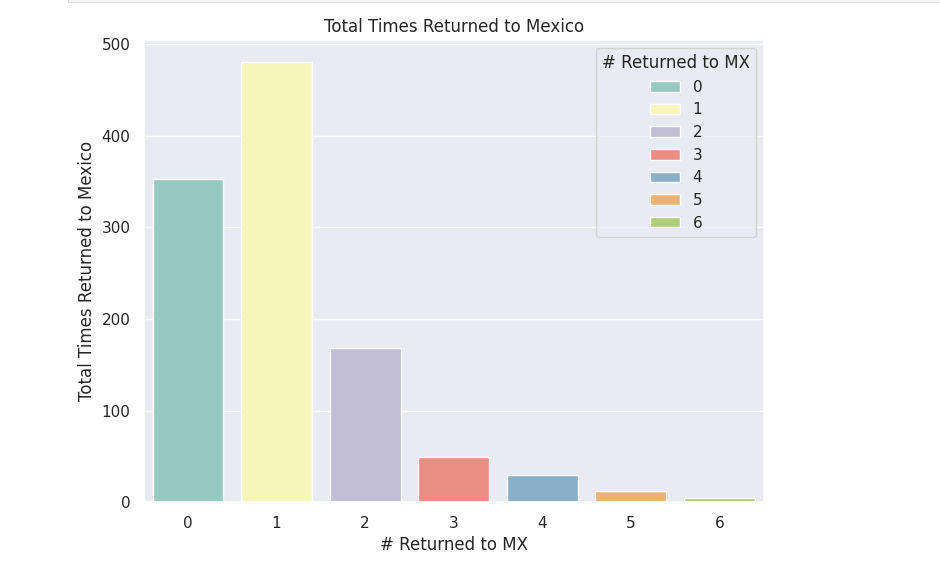 Total Times Returned to Mexico
500
400
300
200
100
0
Total Times Returned to Mexico
# Returned to MX
0
1
2
3
4
5
6
0 1 2 3 4 5 6
# Returned to MX